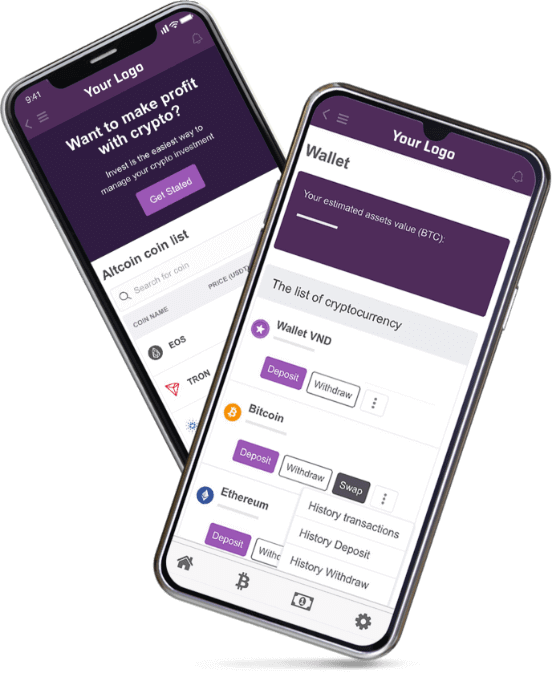 9:41
Your Logo
Want to make profit
with crypto?
Invest is the easiest way to
manage your crypto investment
Get Stated
Altcoin coin list
Search for coin
COIN NAME
PRICE (USDT)
EOS
TRON
Your Logo
Wallet
Your estimated assets value (BTC):
The list of cryptocurrency
Wallet VND
Deposit
Withdraw
Bitcoin
Deposit
Withdraw
Swap
History transactions
History Deposit
History Withdraw
Ethereum
Deposit